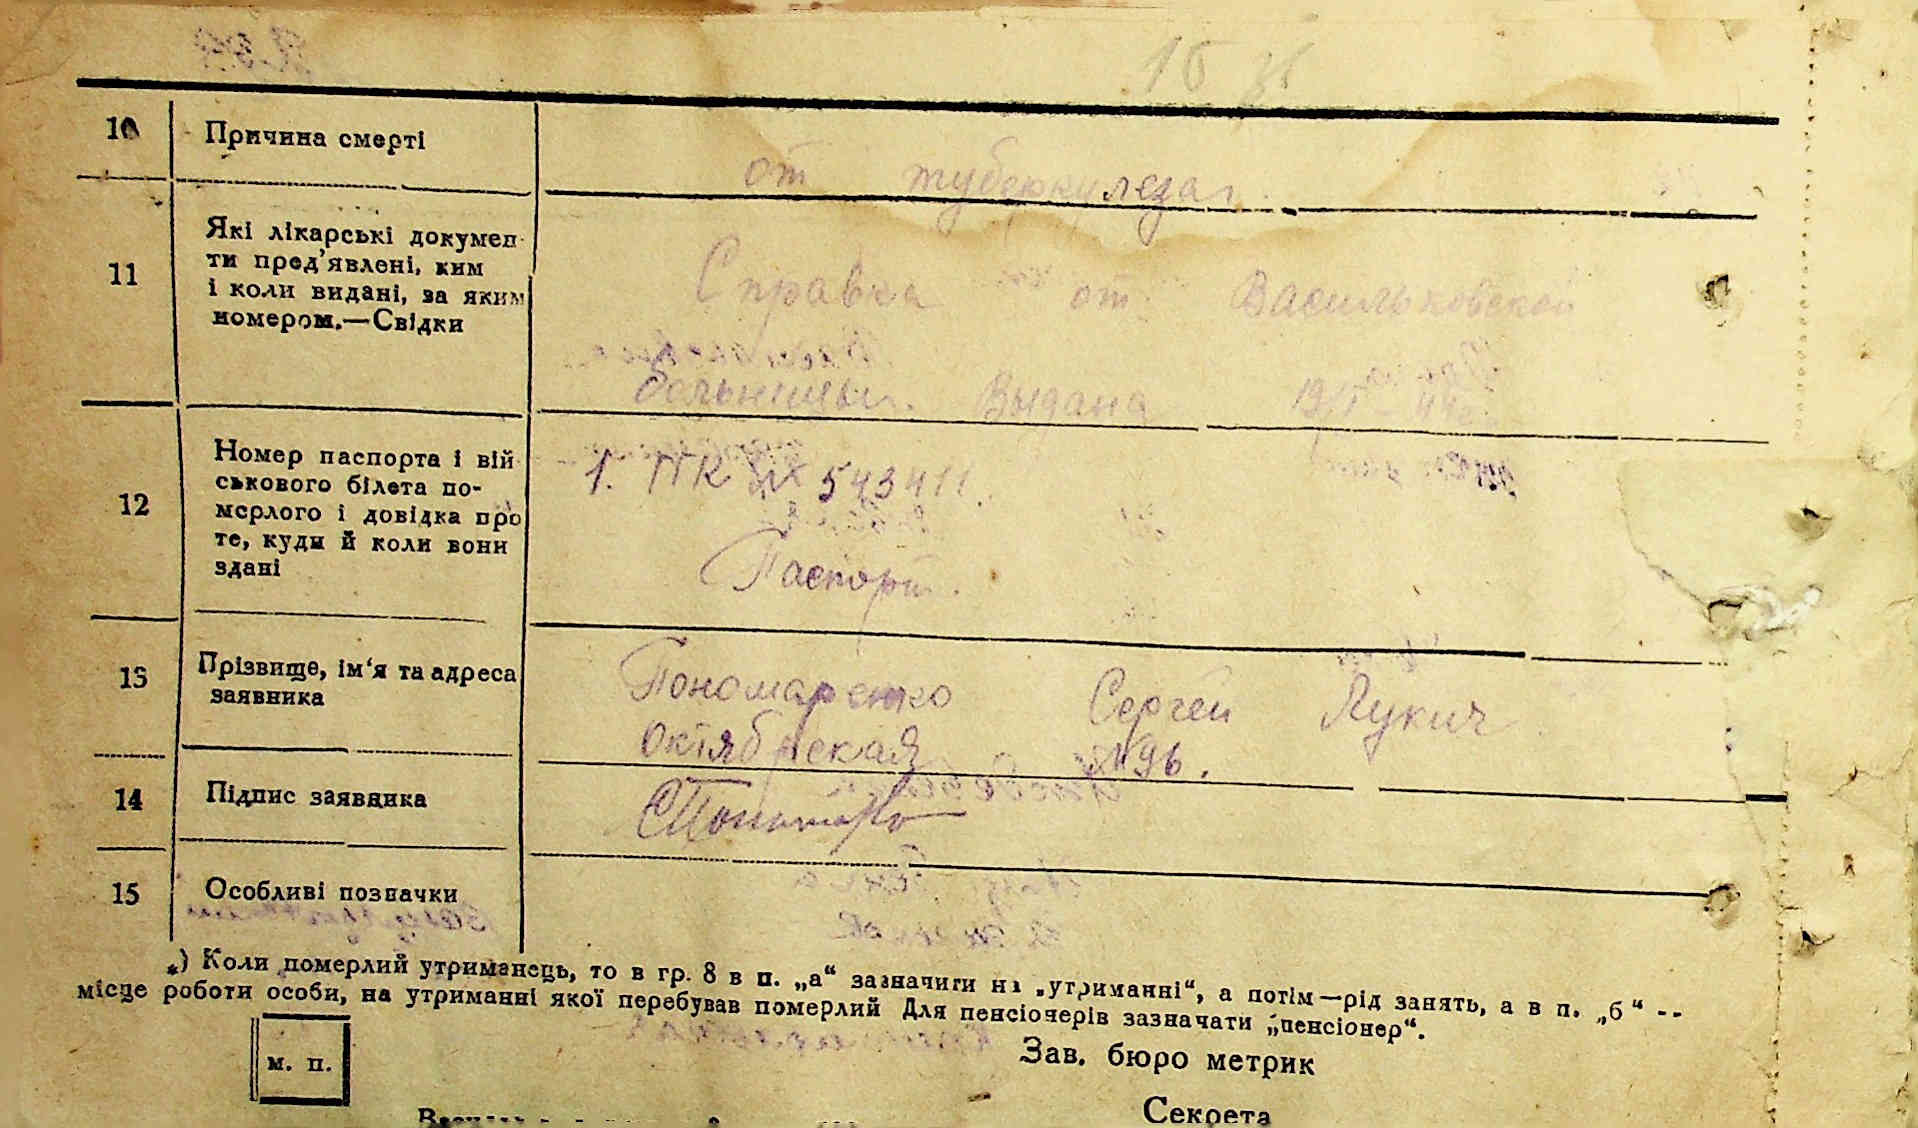 10 Причина смерті
от туберкулеза
11 Які лікарські докумен-
ти пред'явлені, ким
і коли видані, за яким
номером.—Свідки
Справка от Васильковской
больницы. Выдана 19/I – 44г.
12 Номер паспорта і вій
ськового білета по-
мерлого і довідка про
те, куди й коли вони
здані
1. ПК 543411.
Паспорт.
13 Прізвище, ім'я та адреса
заявника
Пономаренко Сергей Лукич
Октябрская 96.
14 Підпис заявника
15 Особливі позначки
*) Коли померлий утриманець, то в гр. 8 в п. „а“ зазначити на „утриманні“, а потім—рід занять, а в п. „б“ --
місце роботи особи, на утриманні якої перебував померлий Для пенсіонерів зазначати „пенсіонер“.
м. п.
Зав. бюро метрик
Секрета